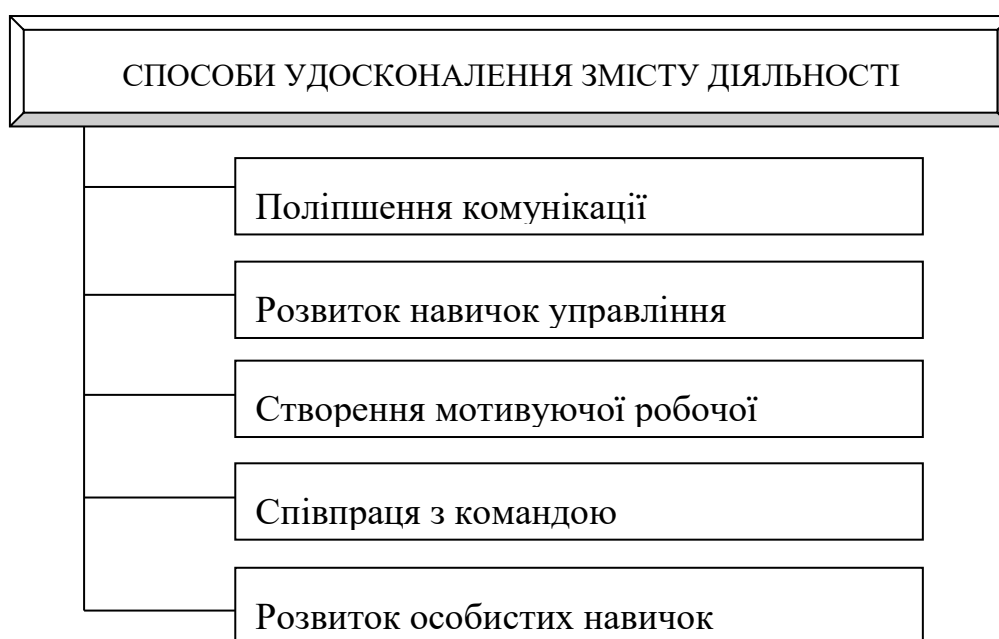 СПОСОБИ УДОСКОНАЛЕННЯ ЗМІСТУ ДІЯЛЬНОСТІ
Поліпшення комунікації
Розвиток навичок управління
Створення мотивуючої робочої
Співпраця з командою
Розвиток особистих навичок